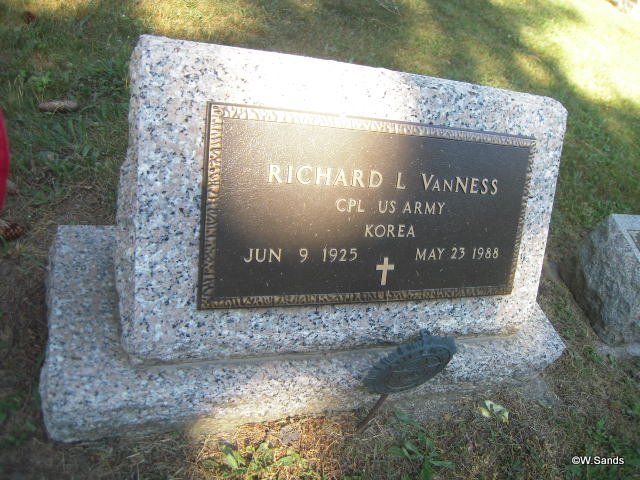 RICHARD L VANNESS
CPL US ARMY
KOREA
JUN 9 1925 MAY 23 1988
©W.Sands